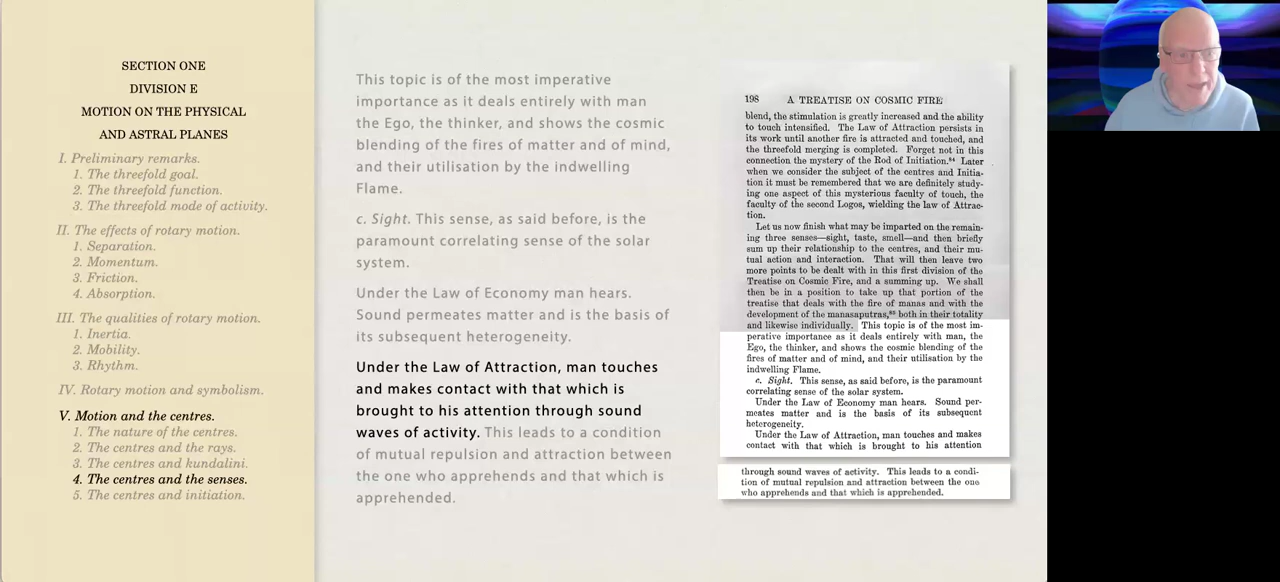 SECTION ONE
DIVISION E
MOTION ON THE PHYSICAL
AND ASTRAL PLANES
I. Preliminary remarks.
1. The threefold goal.
2. The threefold function.
3. The threefold mode of activity.
II. The effects of rotary motion.
1. Separation.
2. Momentum.
3. Friction.
4. Absorption.
III. The qualities of rotary motion.
1. Inertia.
2. Mobility.
3. Rhythm.
IV. Rotary motion and symbolism.
V. Motion and the centres.
1. The nature of the centres.
2. The centres and the rays.
3. The centres and kundalini.
4. The centres and the senses.
5. The centres and initiation.
This topic is of the most imperative
importance as it deals entirely with man
the Ego, the thinker, and shows the cosmic
blending of the fires of matter and of mind,
and their utilisation by the indwelling
Flame.
c. Sight. This sense, as said before, is the
paramount correlating sense of the solar
system.
Under the Law of Economy man hears.
Sound permeates matter and is the basis of
its subsequent heterogeneity.
Under the Law of Attraction, man touches
and makes contact with that which is
brought to his attention through sound
waves of activity. This leads to a condition
of mutual repulsion and attraction between
the one who apprehends and that which is
apprehended.
198 A TREATISE ON COSMIC FIRE
blend, the stimulation is greatly increased and the ability
to touch intensified. The Law of Attraction persists in
its work until another fire is attracted and touched, and
the threefold merging is completed. Forget not in this
connection the mystery of the Rod of Initiation.⁸⁴ Later
when we consider the subject of the centres and Initia-
tion it must be remembered that we are definitely study-
ing one aspect of this mysterious faculty of touch, the
faculty of the second Logos, wielding the law of Attrac-
tion.
Let us now finish what may be imparted on the remain-
ing three senses—sight, taste, smell—and then briefly
sum up their relationship to the centres, and their mu-
tual action and interaction. That will then leave two
more points to be dealt with in this first division of the
Treatise on Cosmic Fire, and a summing up. We shall
then be in a position to take up that portion of the
treatise that deals with the fire of manas and with the
development of the manasaputras,⁸⁵ both in their totality
and likewise individually. This topic is of the most im-
perative importance as it deals entirely with man, the
Ego, the thinker, and shows the cosmic blending of the
fires of matter and of mind, and their utilisation by the
indwelling Flame.
c. Sight. This sense, as said before, is the paramount
correlating sense of the solar system.
Under the Law of Economy man hears. Sound per-
meates matter and is the basis of its subsequent
heterogeneity.
Under the Law of Attraction, man touches and makes
contact with that which is brought to his attention
through sound waves of activity. This leads to a condi-
tion of mutual repulsion and attraction between the one
who apprehends and that which is apprehended.